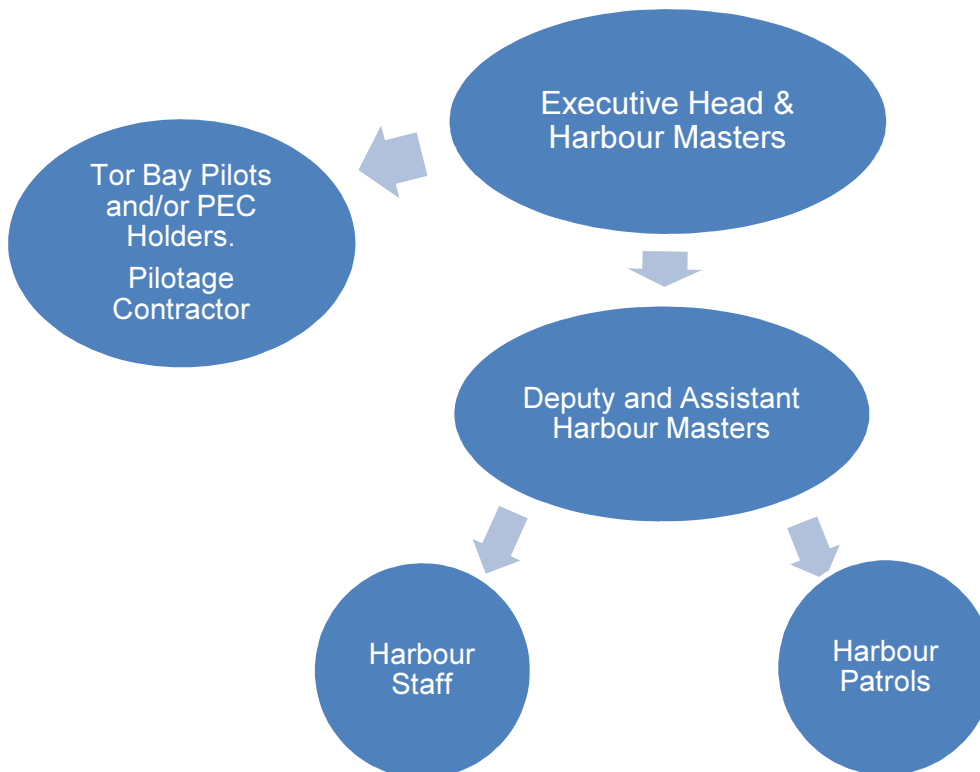 Executive Head &
Harbour Masters
Tor Bay Pilots
and/or PEC
Holders.
Pilotage
Contractor
Deputy and Assistant
Harbour Masters
Harbour
Staff
Harbour
Patrols